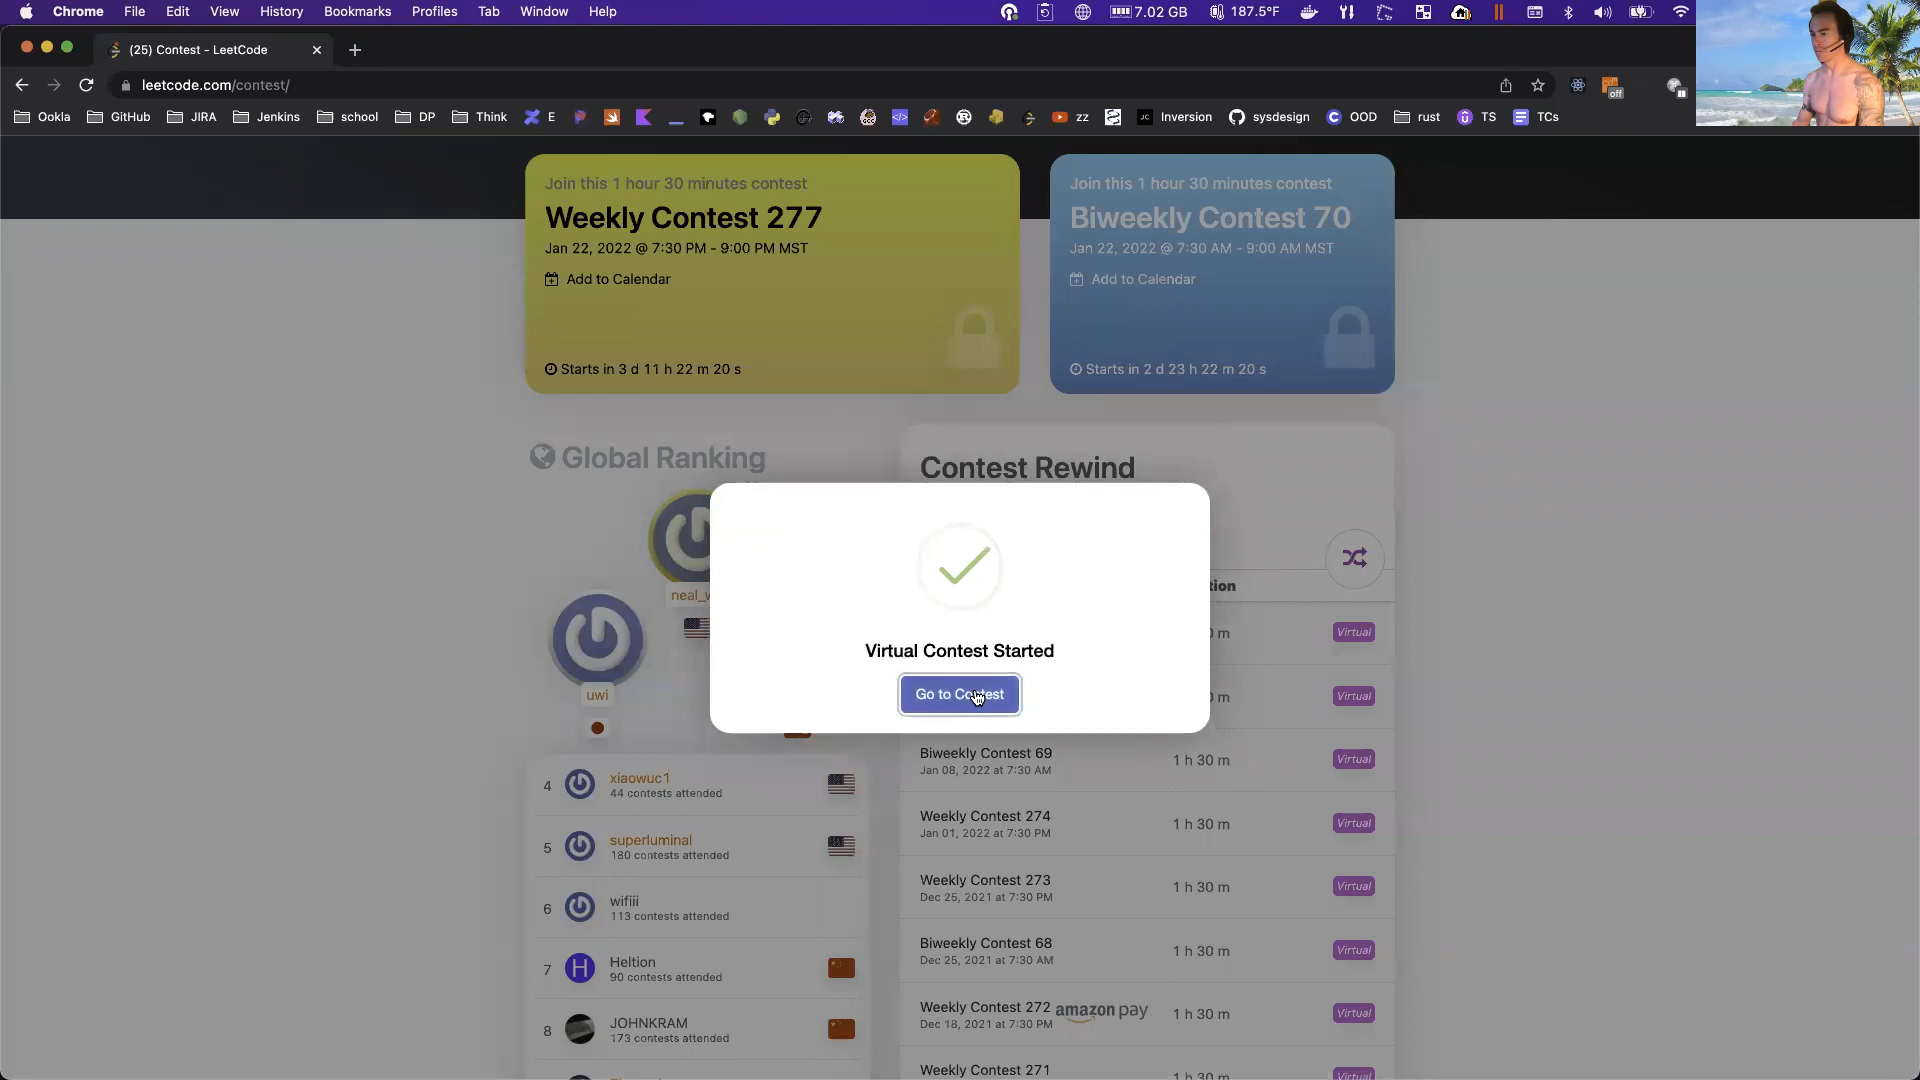 Chrome File Edit View History Bookmarks Profiles Tab Window Help 7.02 GB 187.5°F
(25) Contest - LeetCode
leetcode.com/contest/
off
Ookla GitHub JIRA Jenkins school DP Think E zz JC Inversion sysdesign C OOD rust TS TCs
Join this 1 hour 30 minutes contest
Weekly Contest 277
Jan 22, 2022 @ 7:30 PM - 9:00 PM MST
Add to Calendar
Starts in 3 d 11 h 22 m 20 s
Join this 1 hour 30 minutes contest
Biweekly Contest 70
Jan 22, 2022 @ 7:30 AM - 9:00 AM MST
Add to Calendar
Starts in 2 d 23 h 22 m 20 s
Global Ranking
uwi
4 xiaowuc1
44 contests attended
5 superluminal
180 contests attended
6 wifiii
113 contests attended
7 H Heltion
90 contests attended
8 JOHNKRAM
173 contests attended
Contest Rewind
Virtual Contest Started
Go to Contest
m Virtual
m Virtual
Biweekly Contest 69 1 h 30 m Virtual
Jan 08, 2022 at 7:30 AM
Weekly Contest 274 1 h 30 m Virtual
Jan 01, 2022 at 7:30 PM
Weekly Contest 273 1 h 30 m Virtual
Dec 25, 2021 at 7:30 PM
Biweekly Contest 68 1 h 30 m Virtual
Dec 25, 2021 at 7:30 AM
Weekly Contest 272 amazon pay 1 h 30 m Virtual
Dec 18, 2021 at 7:30 PM
Weekly Contest 271 1 h 30 m Virtual